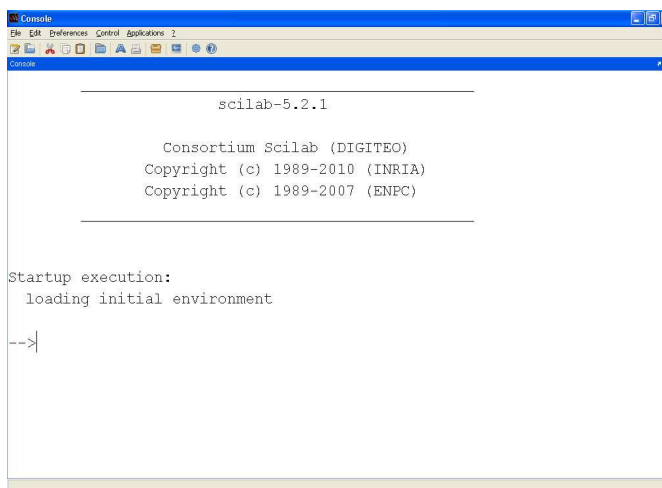 Console
File Edit Preferences Control Applications ?
Console
scilab-5.2.1
Consortium Scilab (DIGITEO)
Copyright (c) 1989-2010 (INRIA)
Copyright (c) 1989-2007 (ENPC)
Startup execution:
loading initial environment
-->